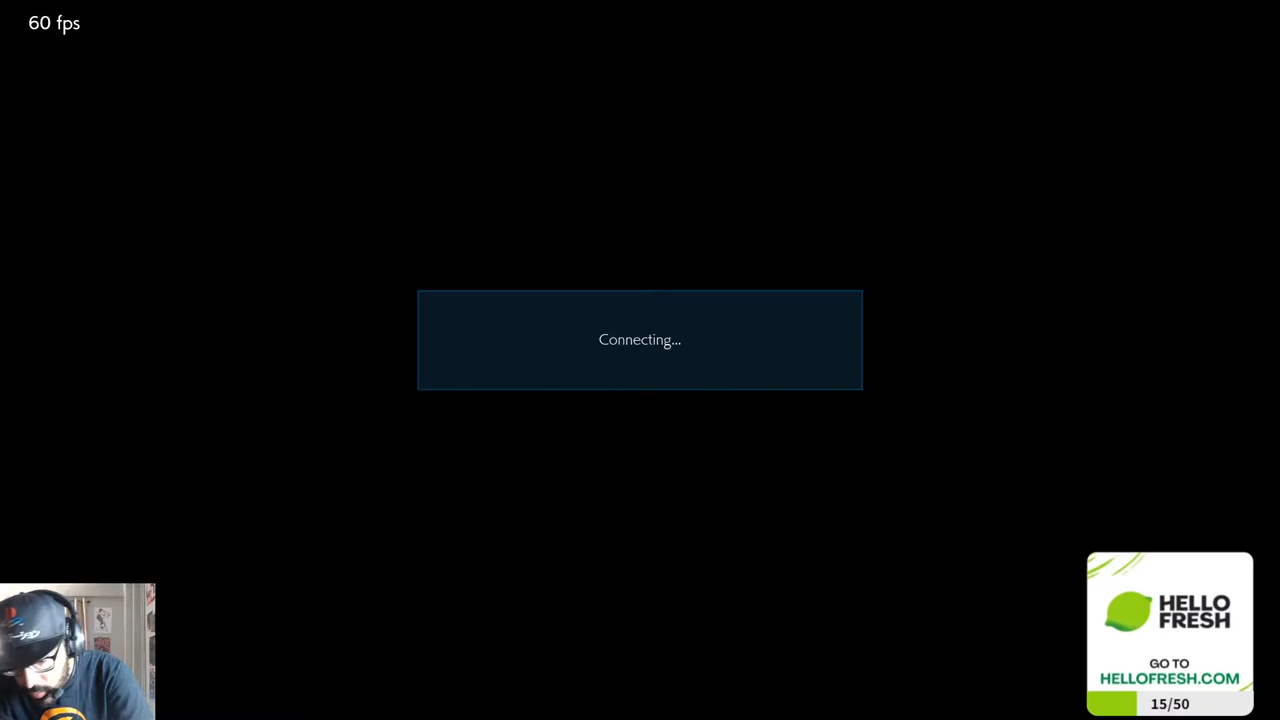 60 fps
Connecting...
HELLO
FRESH
GO TO
HELLOFRESH.COM
15/50